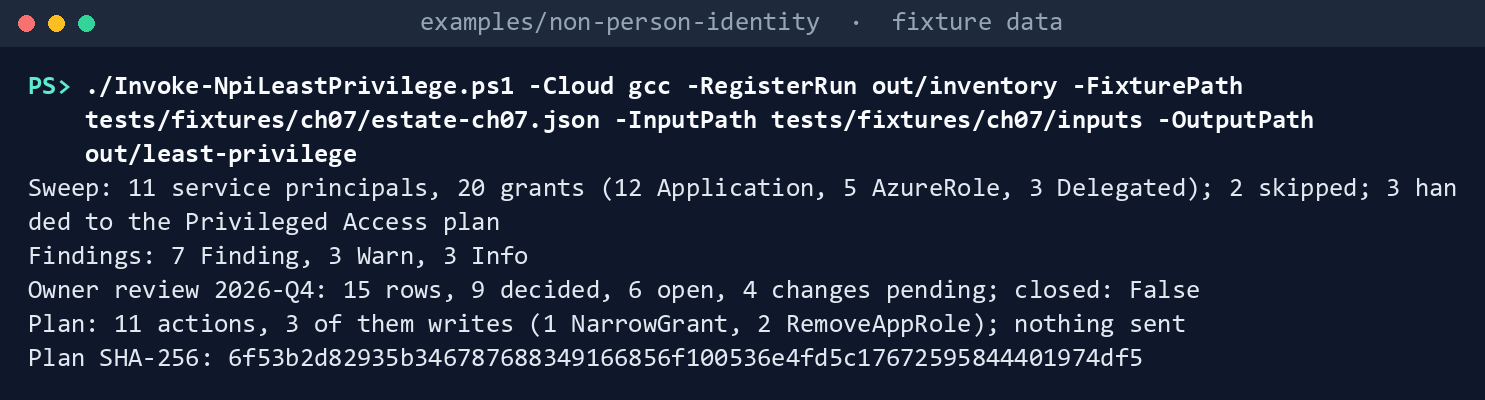 examples/non-person-identity · fixture data
PS> ./Invoke-NpiLeastPrivilege.ps1 -Cloud gcc -RegisterRun out/inventory -FixturePath
tests/fixtures/ch07/estate-ch07.json -InputPath tests/fixtures/ch07/inputs -OutputPath
out/least-privilege
Sweep: 11 service principals, 20 grants (12 Application, 5 AzureRole, 3 Delegated); 2 skipped; 3 han
ded to the Privileged Access plan
Findings: 7 Finding, 3 Warn, 3 Info
Owner review 2026-Q4: 15 rows, 9 decided, 6 open, 4 changes pending; closed: False
Plan: 11 actions, 3 of them writes (1 NarrowGrant, 2 RemoveAppRole); nothing sent
Plan SHA-256: 6f53b2d82935b346787688349166856f100536e4fd5c17672595844401974df5